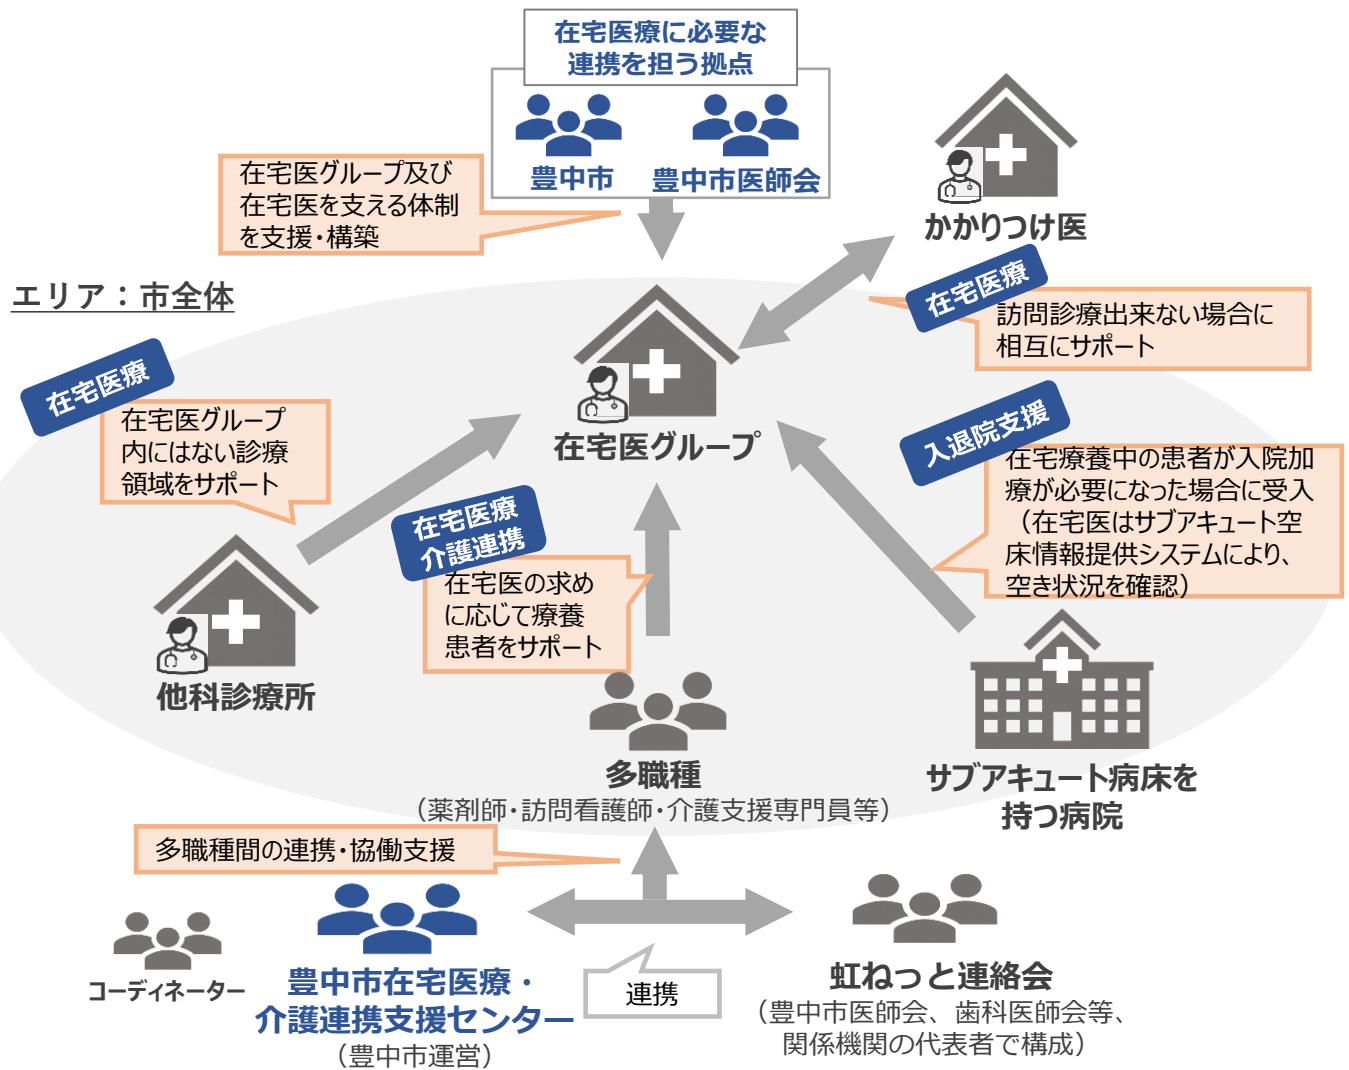 在宅医療に必要な
連携を担う拠点
豊中市
豊中市医師会
在宅医グループ及び
在宅医を支える体制
を支援・構築
かかりつけ医
エリア：市全体
在宅医療
訪問診療出来ない場合に
相互にサポート
在宅医療
在宅医グループ
内にはない診療
領域をサポート
在宅医グループ
入退院支援
在宅療養中の患者が入院加
療が必要になった場合に受入
（在宅医はサブアキュート空
床情報提供システムにより、
空き状況を確認）
在宅医療
介護連携
在宅医の求め
に応じて療養
患者をサポート
他科診療所
多職種
（薬剤師・訪問看護師・介護支援専門員等）
サブアキュート病床を
持つ病院
多職種間の連携・協働支援
コーディネーター
豊中市在宅医療・
介護連携支援センター
（豊中市運営）
連携
虹ねっと連絡会
（豊中市医師会、歯科医師会等、
関係機関の代表者で構成）